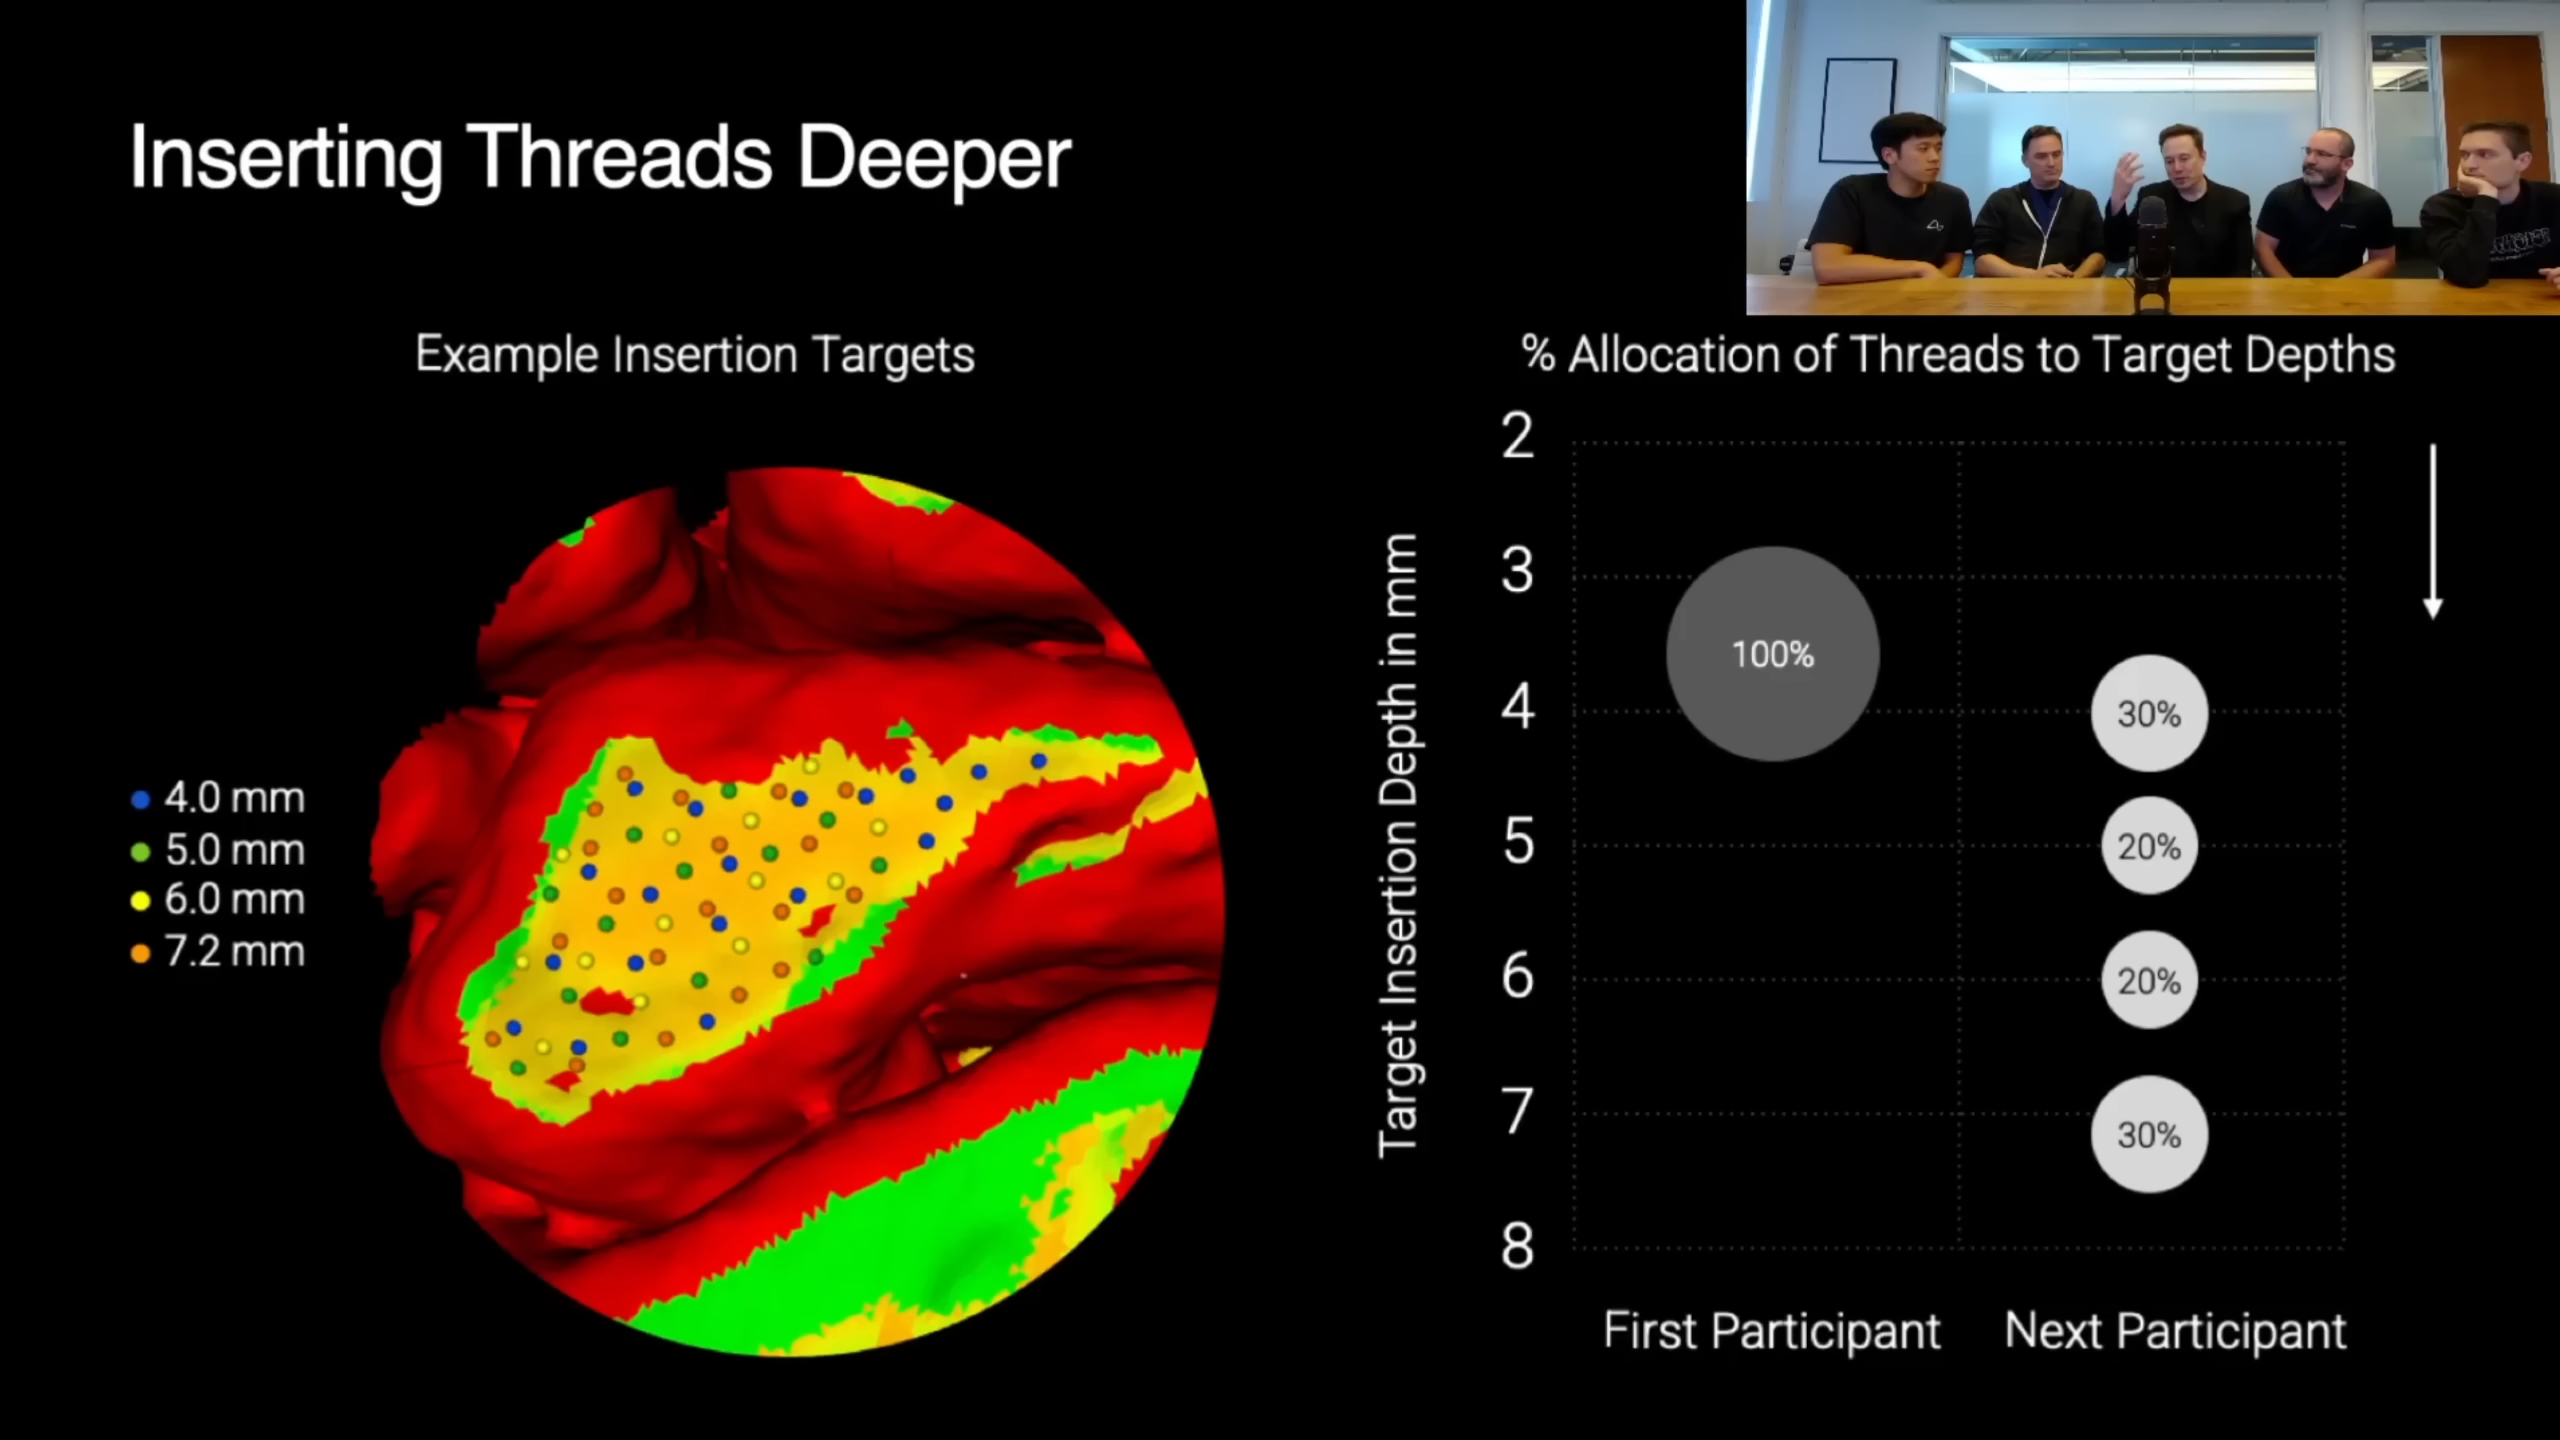 Inserting Threads Deeper
Example Insertion Targets
4.0 mm
5.0 mm
6.0 mm
7.2 mm
% Allocation of Threads to Target Depths
Target Insertion Depth in mm
2
3
4
5
6
7
8
100%
30%
20%
20%
30%
First Participant
Next Participant